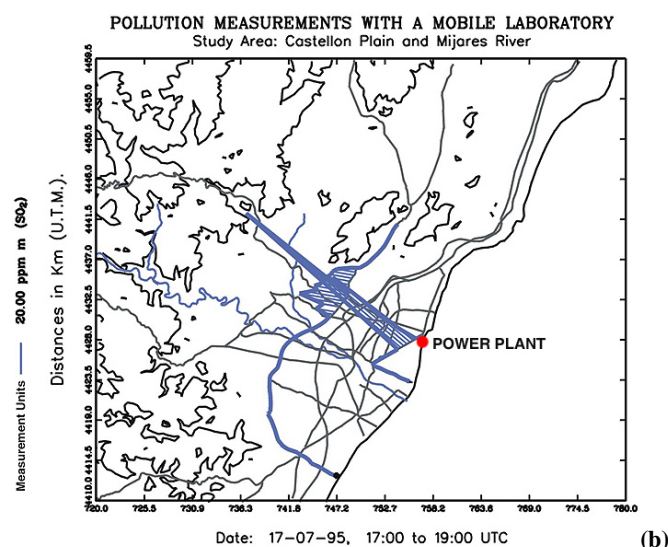 POLLUTION MEASUREMENTS WITH A MOBILE LABORATORY
Study Area: Castellon Plain and Mijares River
4459.5
4455.0
4450.5
4446.0
4441.5
4437.0
4432.5
4428.0
4423.5
4419.0
4414.5
4410.0
Distances in Km (U.T.M.).
Measurement Units 20.00 ppm m (SO2)
POWER PLANT
720.0 725.5 730.9 736.3 741.8 747.2 752.7 758.2 763.6 769.0 774.5 780.0
Date: 17-07-95, 17:00 to 19:00 UTC
(b)